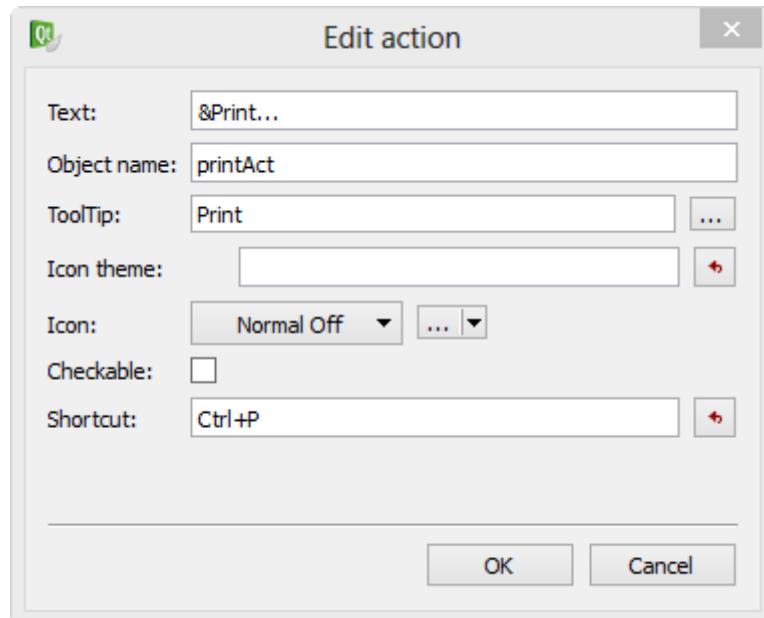 Qt Edit action
Text: &Print...
Object name: printAct
ToolTip: Print ...
Icon theme:
Icon: Normal Off ...
Checkable:
Shortcut: Ctrl+P
OK Cancel